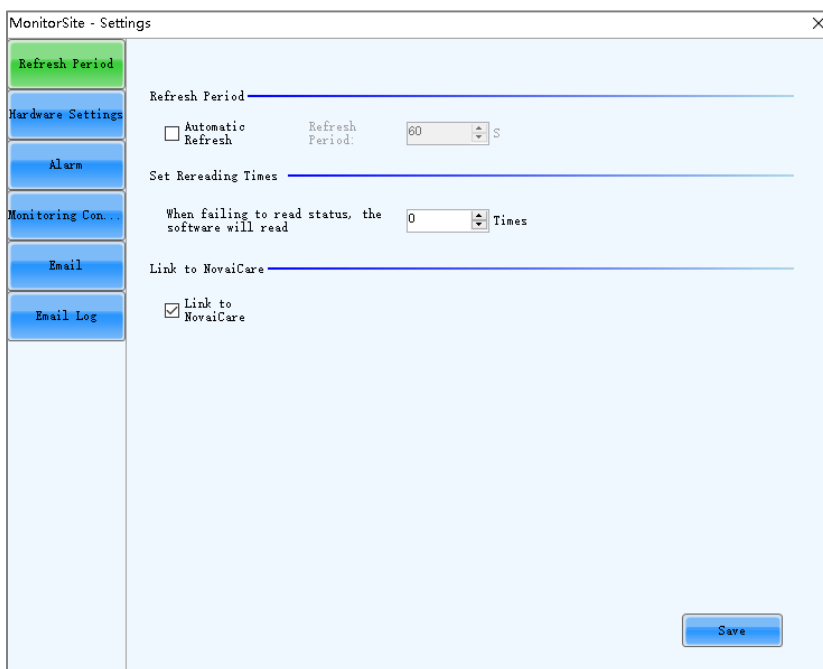 MonitorSite - Settings
Refresh Period
Hardware Settings
Alarm
Monitoring Con...
Email
Email Log
Refresh Period
Automatic
Refresh
Refresh
Period:
60
S
Set Rereading Times
When failing to read status, the
software will read
0
Times
Link to NovaiCare
Link to
NovaiCare
Save